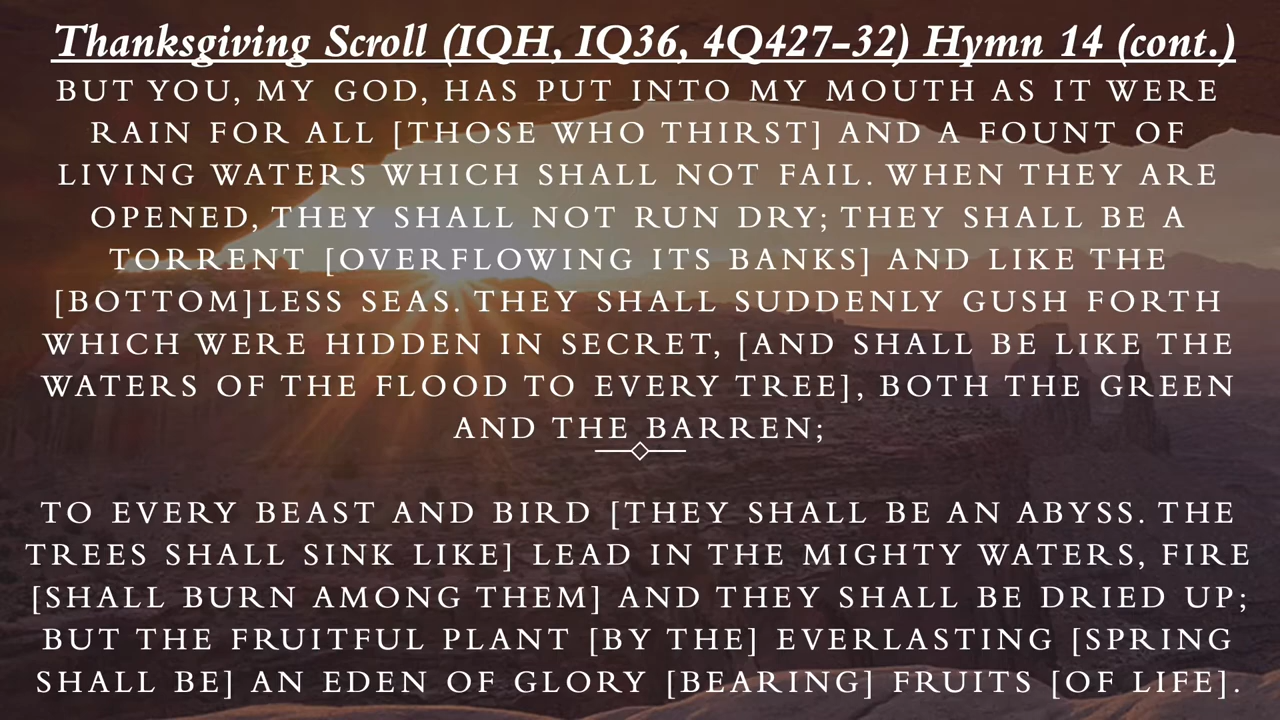 Thanksgiving Scroll (IQH, IQ36, 4Q427–32) Hymn 14 (cont.)
BUT YOU, MY GOD, HAS PUT INTO MY MOUTH AS IT WERE
RAIN FOR ALL [THOSE WHO THIRST] AND A FOUNT OF
LIVING WATERS WHICH SHALL NOT FAIL. WHEN THEY ARE
OPENED, THEY SHALL NOT RUN DRY; THEY SHALL BE A
TORRENT [OVERFLOWING ITS BANKS] AND LIKE THE
[BOTTOM]LESS SEAS. THEY SHALL SUDDENLY GUSH FORTH
WHICH WERE HIDDEN IN SECRET, [AND SHALL BE LIKE THE
WATERS OF THE FLOOD TO EVERY TREE], BOTH THE GREEN
AND THE BARREN;
TO EVERY BEAST AND BIRD [THEY SHALL BE AN ABYSS. THE
TREES SHALL SINK LIKE] LEAD IN THE MIGHTY WATERS, FIRE
[SHALL BURN AMONG THEM] AND THEY SHALL BE DRIED UP;
BUT THE FRUITFUL PLANT [BY THE] EVERLASTING [SPRING
SHALL BE] AN EDEN OF GLORY [BEARING] FRUITS [OF LIFE].